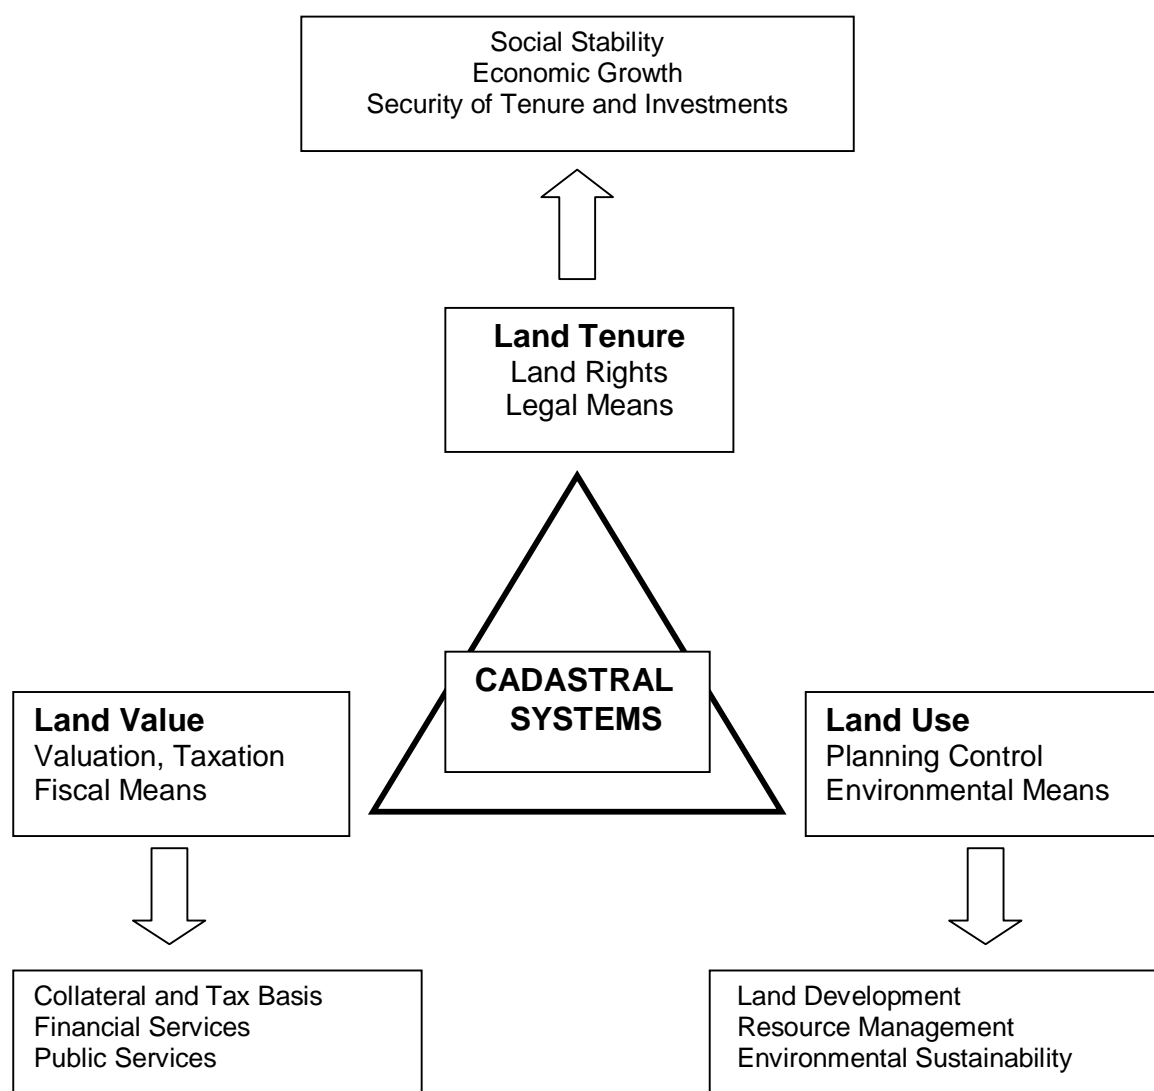 Social Stability
Economic Growth
Security of Tenure and Investments
Land Tenure
Land Rights
Legal Means
CADASTRAL
SYSTEMS
Land Value
Valuation, Taxation
Fiscal Means
Land Use
Planning Control
Environmental Means
Collateral and Tax Basis
Financial Services
Public Services
Land Development
Resource Management
Environmental Sustainability